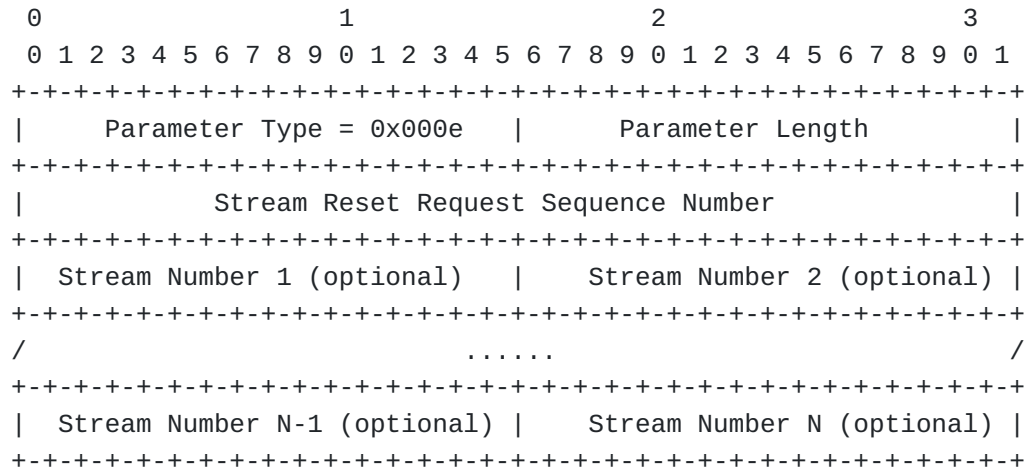 0                   1                   2                   3
 0 1 2 3 4 5 6 7 8 9 0 1 2 3 4 5 6 7 8 9 0 1 2 3 4 5 6 7 8 9 0 1
+-+-+-+-+-+-+-+-+-+-+-+-+-+-+-+-+-+-+-+-+-+-+-+-+-+-+-+-+-+-+-+-+
|     Parameter Type = 0x000e   |      Parameter Length         |
+-+-+-+-+-+-+-+-+-+-+-+-+-+-+-+-+-+-+-+-+-+-+-+-+-+-+-+-+-+-+-+-+
|            Stream Reset Request Sequence Number               |
+-+-+-+-+-+-+-+-+-+-+-+-+-+-+-+-+-+-+-+-+-+-+-+-+-+-+-+-+-+-+-+-+
|  Stream Number 1 (optional)   |    Stream Number 2 (optional) |
+-+-+-+-+-+-+-+-+-+-+-+-+-+-+-+-+-+-+-+-+-+-+-+-+-+-+-+-+-+-+-+-+
/                            ......                             /
+-+-+-+-+-+-+-+-+-+-+-+-+-+-+-+-+-+-+-+-+-+-+-+-+-+-+-+-+-+-+-+-+
|  Stream Number N-1 (optional) |    Stream Number N (optional) |
+-+-+-+-+-+-+-+-+-+-+-+-+-+-+-+-+-+-+-+-+-+-+-+-+-+-+-+-+-+-+-+-+